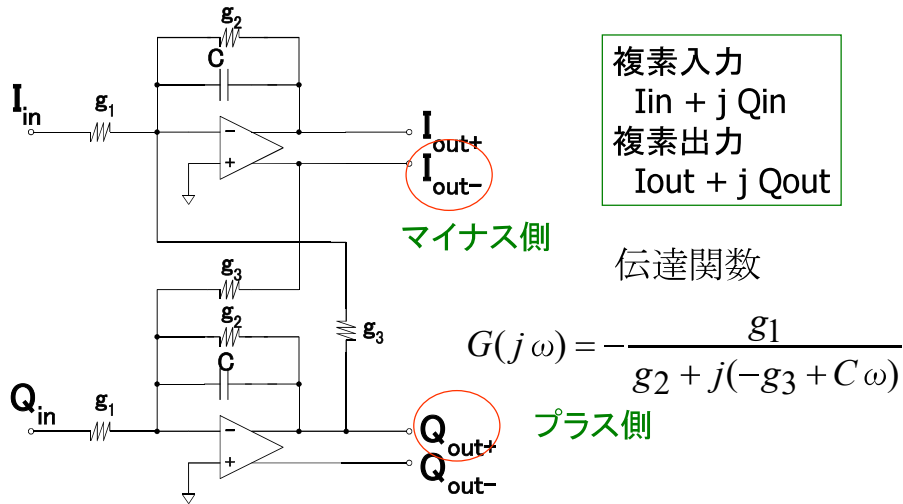 g2
C
Iin
g1
−
+
Iout+
Iout−
マイナス側
複素入力
Iin + j Qin
複素出力
Iout + j Qout
伝達関数
g3
g2
C
g3
G(j ω) = − g1 / g2 + j(−g3 + C ω)
Qin
g1
−
+
Qout+
Qout−
プラス側